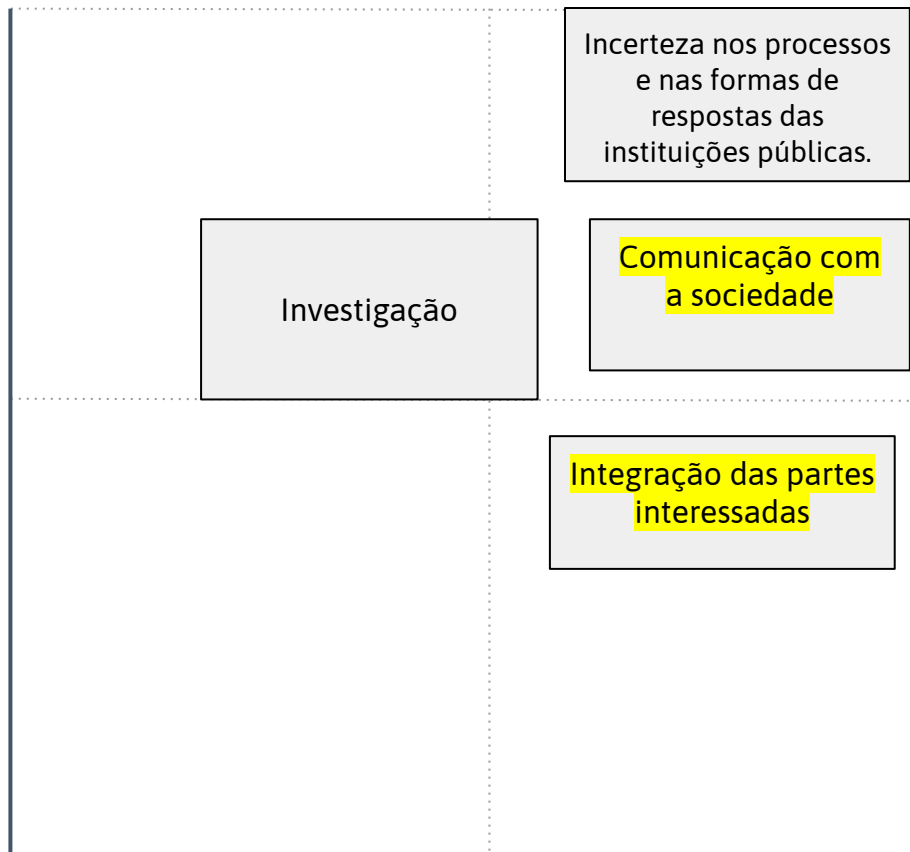 Incerteza nos processos
e nas formas de
respostas das
instituições públicas.
Investigação
Comunicação com
a sociedade
Integração das partes
interessadas